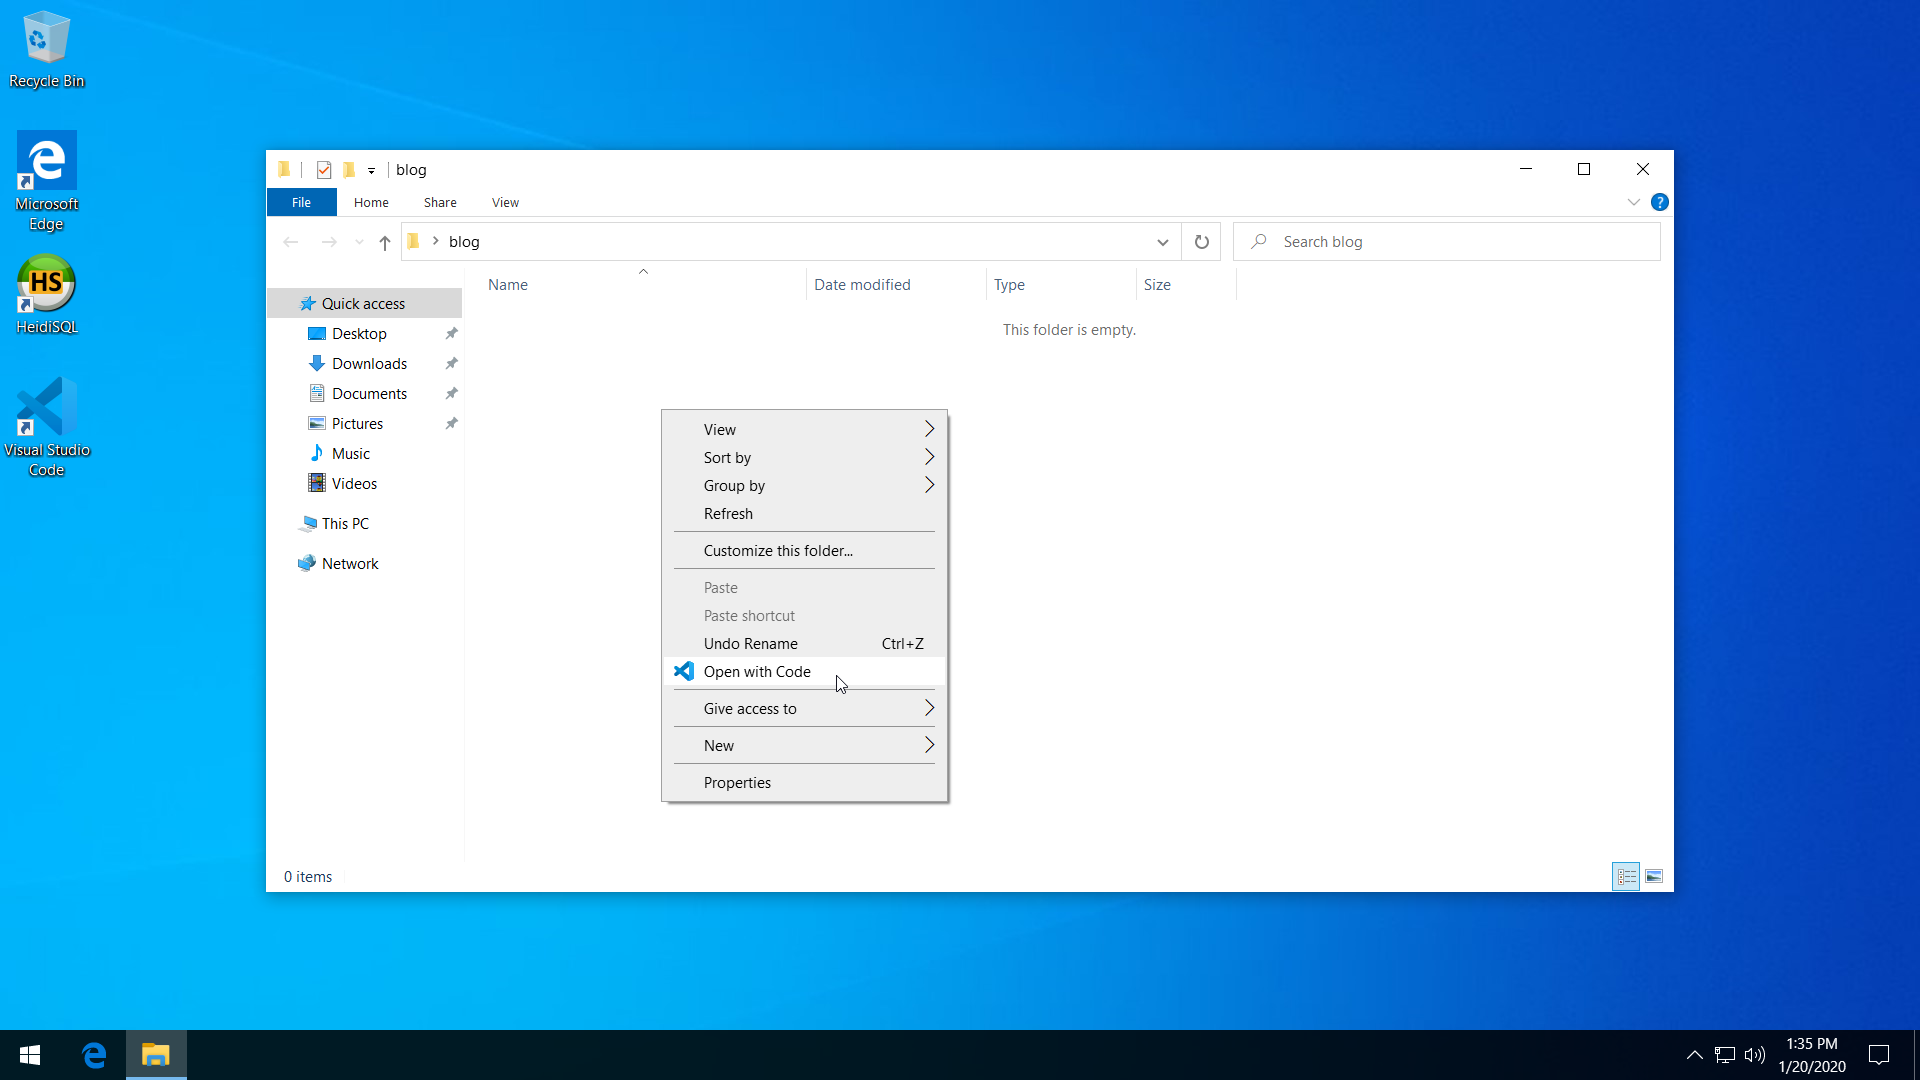 Recycle Bin
Microsoft
Edge
HS
HeidiSQL
Visual Studio
Code
blog
File Home Share View
?
blog
Search blog
Name Date modified Type Size
This folder is empty.
Quick access
Desktop
Downloads
Documents
Pictures
Music
Videos
This PC
Network
View
Sort by
Group by
Refresh
Customize this folder...
Paste
Paste shortcut
Undo Rename Ctrl+Z
Open with Code
Give access to
New
Properties
0 items
1:35 PM
1/20/2020